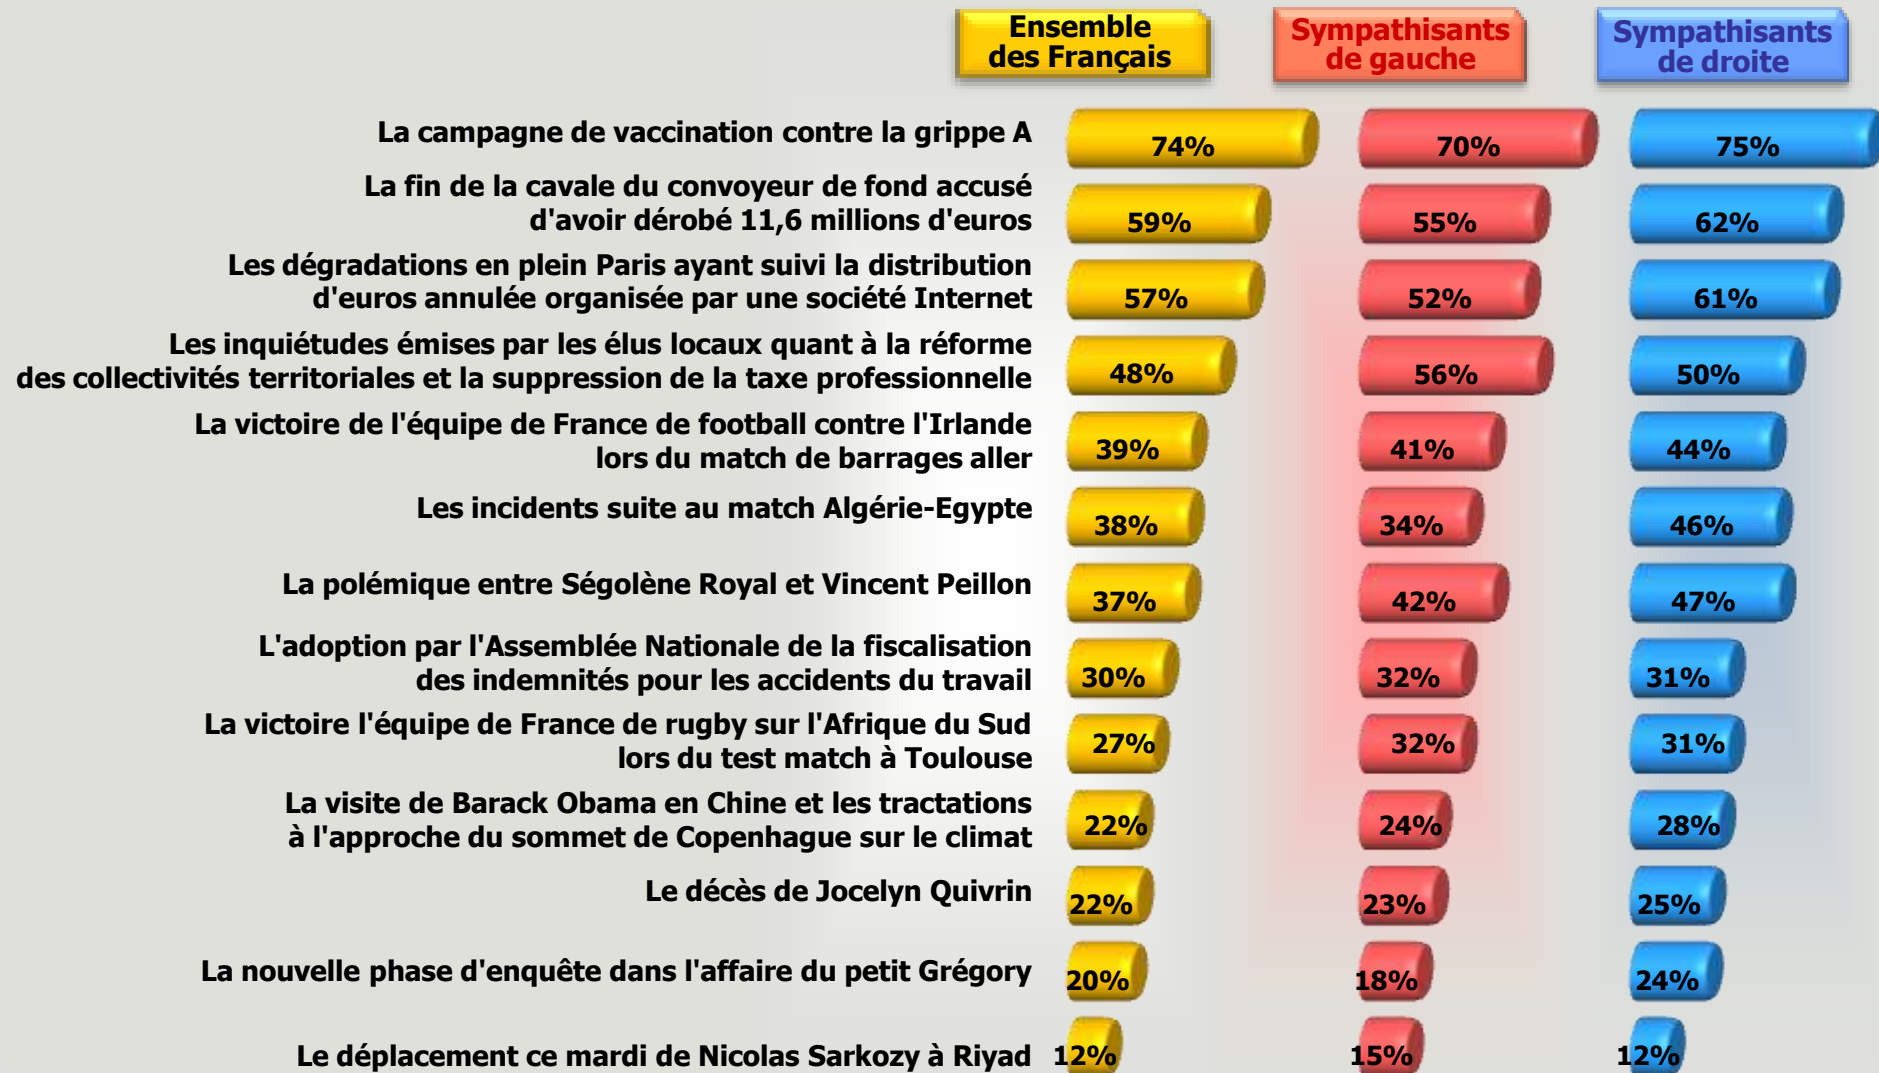 Ensemble
des Français
Sympathisants
de gauche
Sympathisants
de droite
La campagne de vaccination contre la grippe A
74%
70%
75%
La fin de la cavale du convoyeur de fond accusé
d'avoir dérobé 11,6 millions d'euros
59%
55%
62%
Les dégradations en plein Paris ayant suivi la distribution
d'euros annulée organisée par une société Internet
57%
52%
61%
Les inquiétudes émises par les élus locaux quant à la réforme
des collectivités territoriales et la suppression de la taxe professionnelle
48%
56%
50%
La victoire de l'équipe de France de football contre l'Irlande
lors du match de barrages aller
39%
41%
44%
Les incidents suite au match Algérie-Egypte
38%
34%
46%
La polémique entre Ségolène Royal et Vincent Peillon
37%
42%
47%
L'adoption par l'Assemblée Nationale de la fiscalisation
des indemnités pour les accidents du travail
30%
32%
31%
La victoire l'équipe de France de rugby sur l'Afrique du Sud
lors du test match à Toulouse
27%
32%
31%
La visite de Barack Obama en Chine et les tractations
à l'approche du sommet de Copenhague sur le climat
22%
24%
28%
Le décès de Jocelyn Quivrin
22%
23%
25%
La nouvelle phase d'enquête dans l'affaire du petit Grégory
20%
18%
24%
Le déplacement ce mardi de Nicolas Sarkozy à Riyad
12%
15%
12%